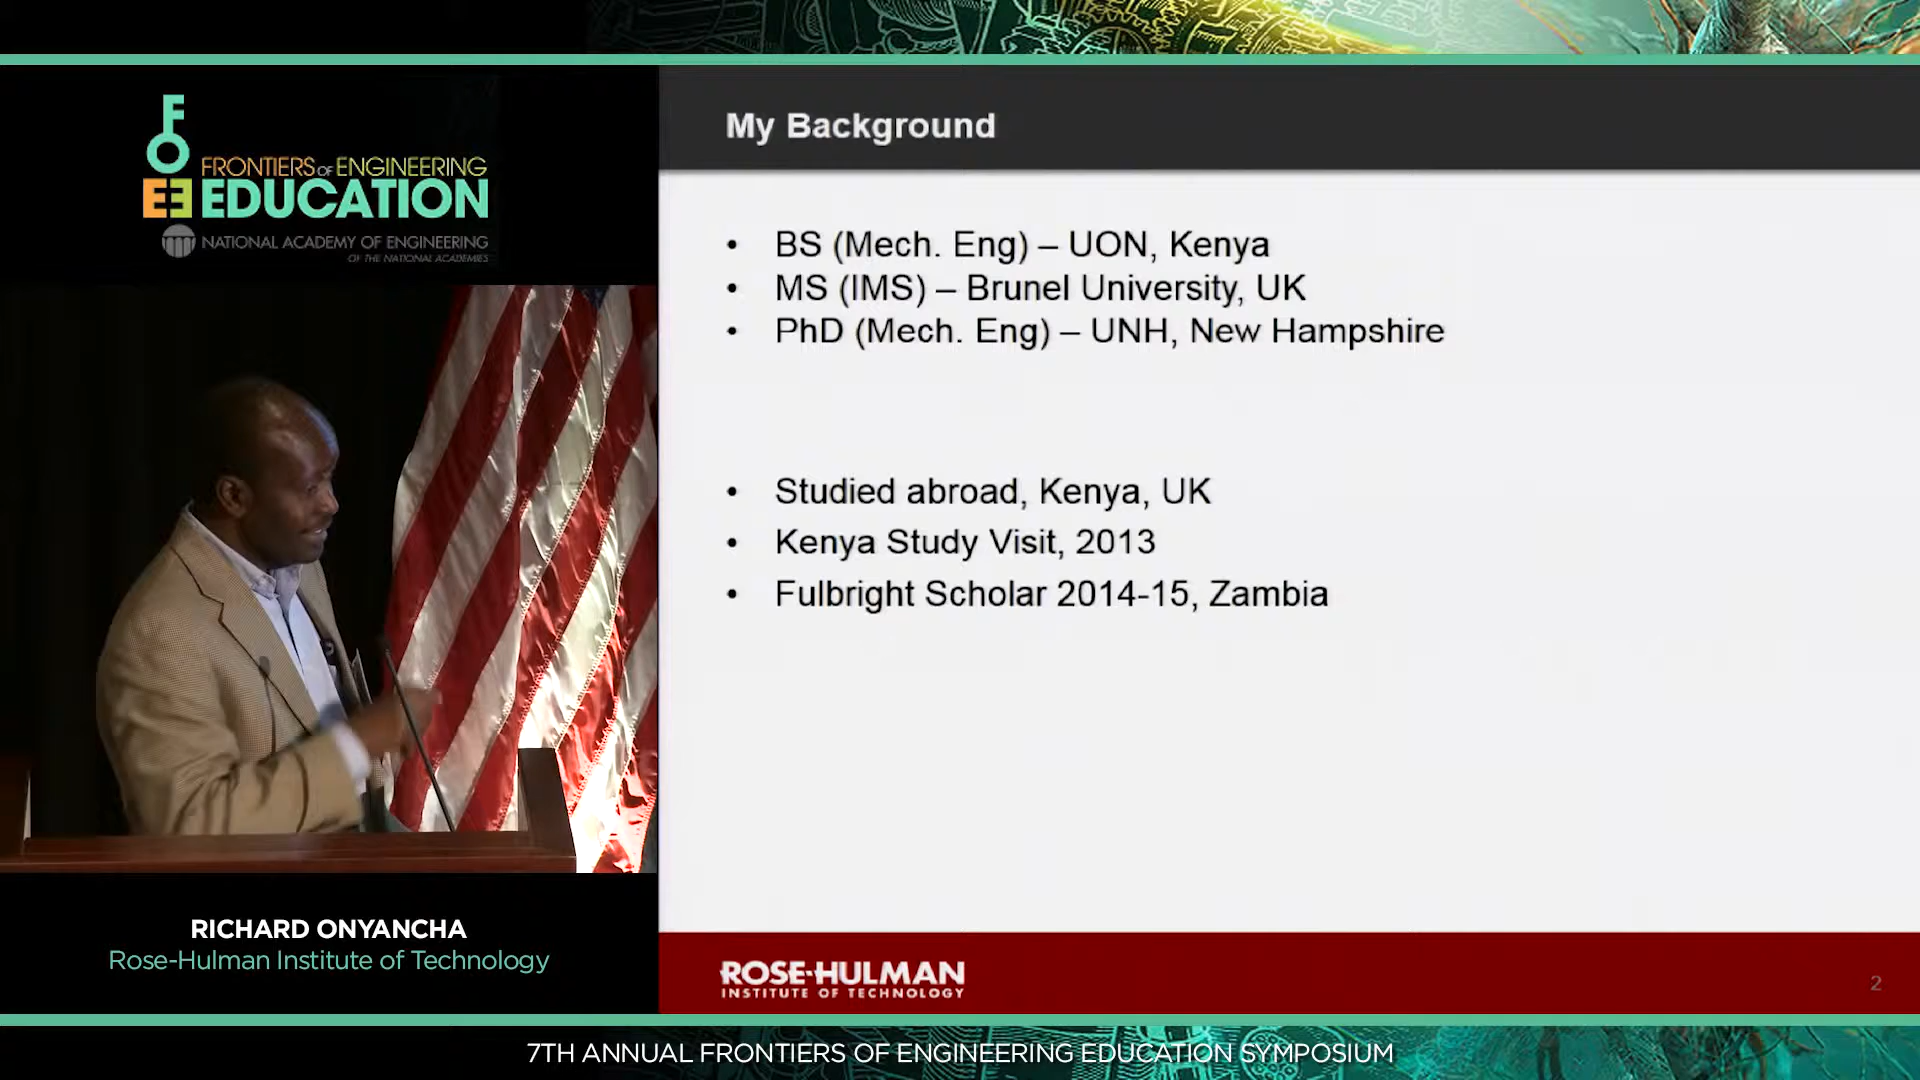 FOEE
FRONTIERS OF ENGINEERING
EDUCATION
NATIONAL ACADEMY OF ENGINEERING
OF THE NATIONAL ACADEMIES
RICHARD ONYANCHA
Rose-Hulman Institute of Technology
My Background
• BS (Mech. Eng) – UON, Kenya
• MS (IMS) – Brunel University, UK
• PhD (Mech. Eng) – UNH, New Hampshire
• Studied abroad, Kenya, UK
• Kenya Study Visit, 2013
• Fulbright Scholar 2014-15, Zambia
ROSE-HULMAN
INSTITUTE OF TECHNOLOGY
2
7TH ANNUAL FRONTIERS OF ENGINEERING EDUCATION SYMPOSIUM